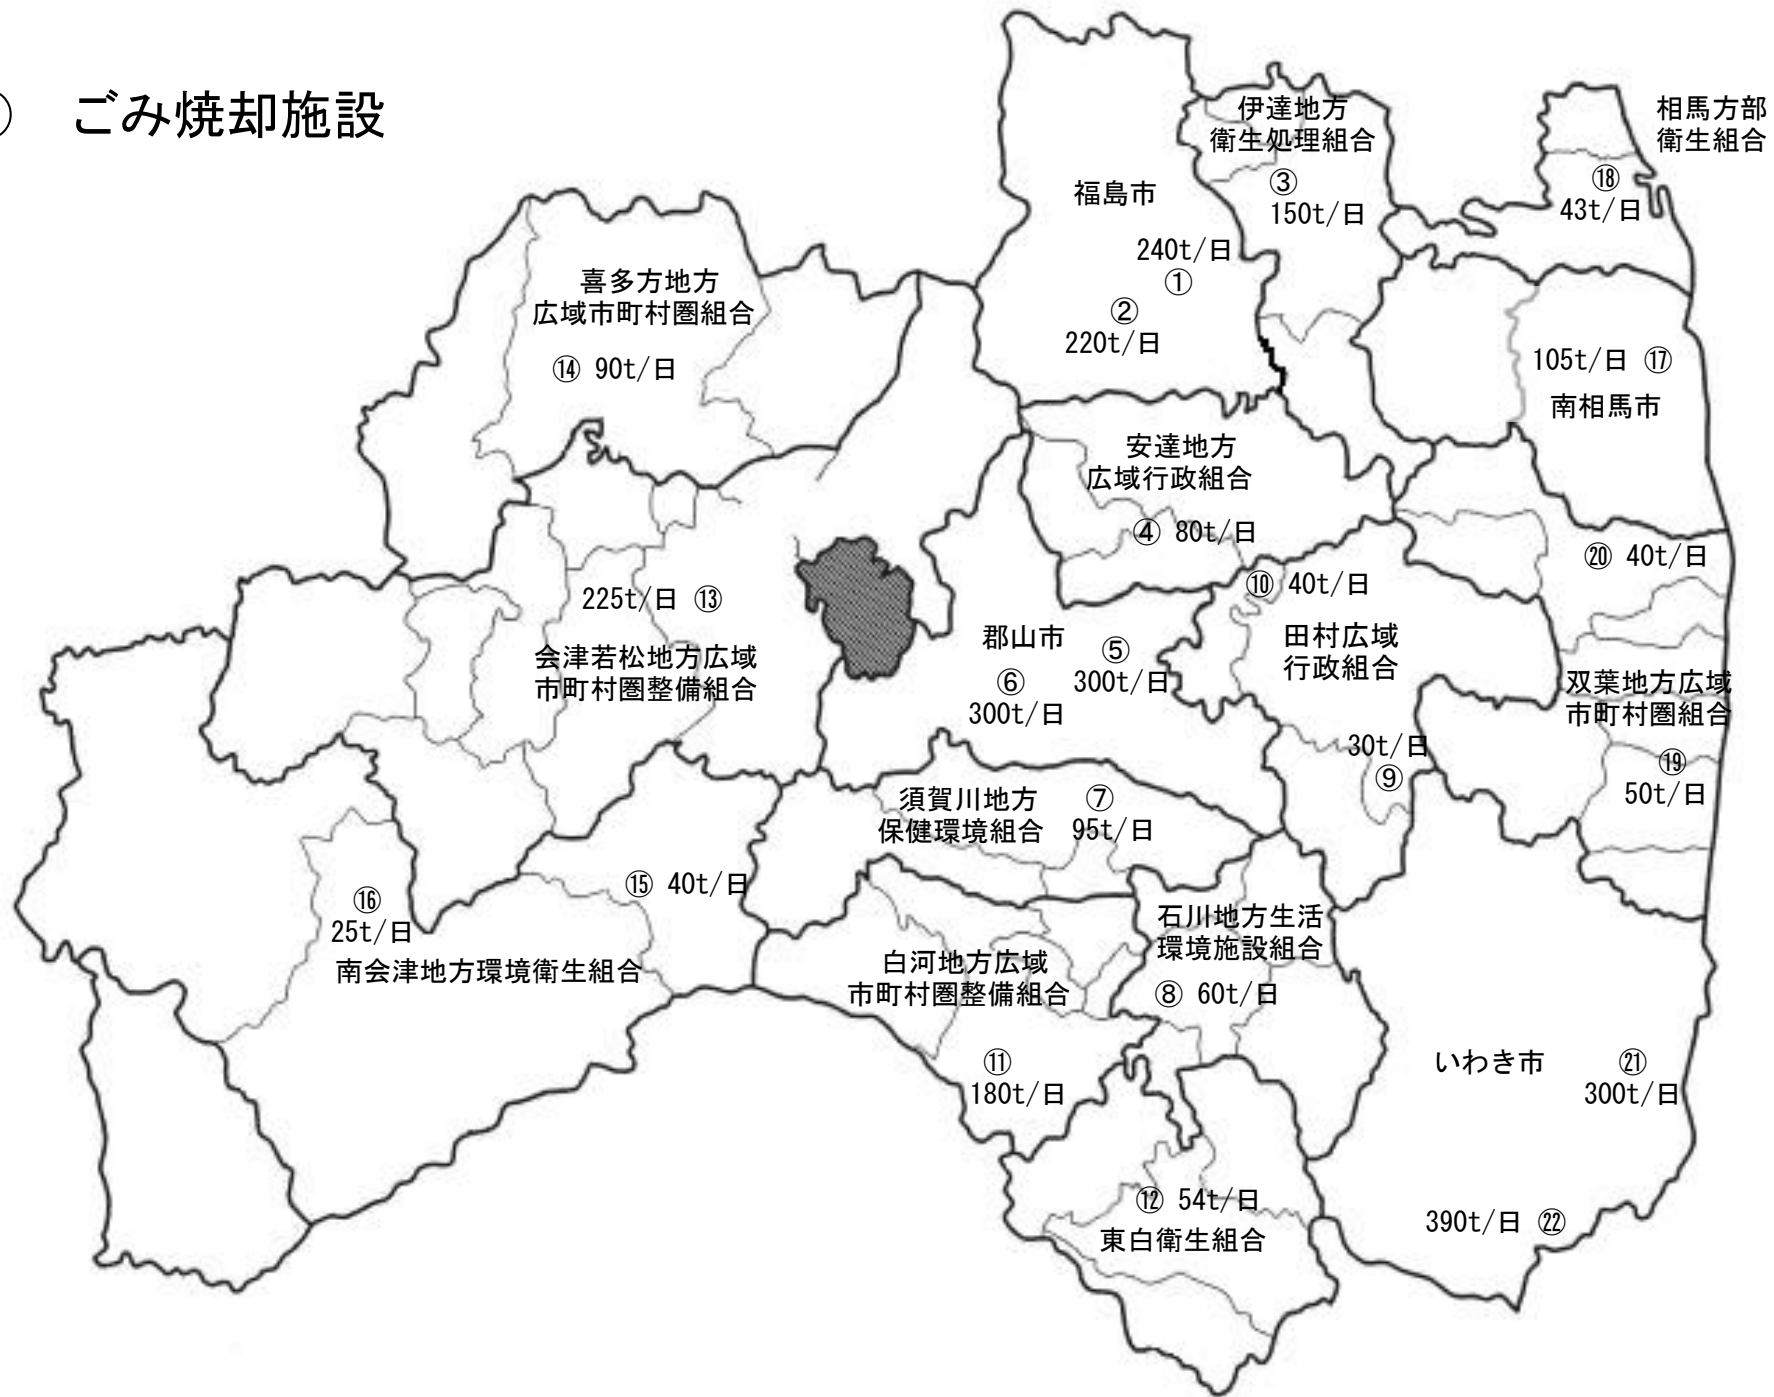 ごみ焼却施設
伊達地方
衛生処理組合
③
150t/日
相馬方部
衛生組合
⑱
43t/日
福島市
240t/日
①
②
220t/日
喜多方地方
広域市町村圏組合
⑭ 90t/日
105t/日 ⑰
南相馬市
安達地方
広域行政組合
④ 80t/日
⑳ 40t/日
⑩ 40t/日
田村広域
行政組合
225t/日 ⑬
会津若松地方広域
市町村圏整備組合
郡山市
⑤
300t/日
⑥
300t/日
双葉地方広域
市町村圏組合
30t/日
⑨
⑲
50t/日
須賀川地方
保健環境組合
⑦
95t/日
⑮ 40t/日
⑯
25t/日
南会津地方環境衛生組合
石川地方生活
環境施設組合
⑧ 60t/日
白河地方広域
市町村圏整備組合
⑪
180t/日
いわき市
㉑
300t/日
⑫ 54t/日
東白衛生組合
390t/日 ㉒